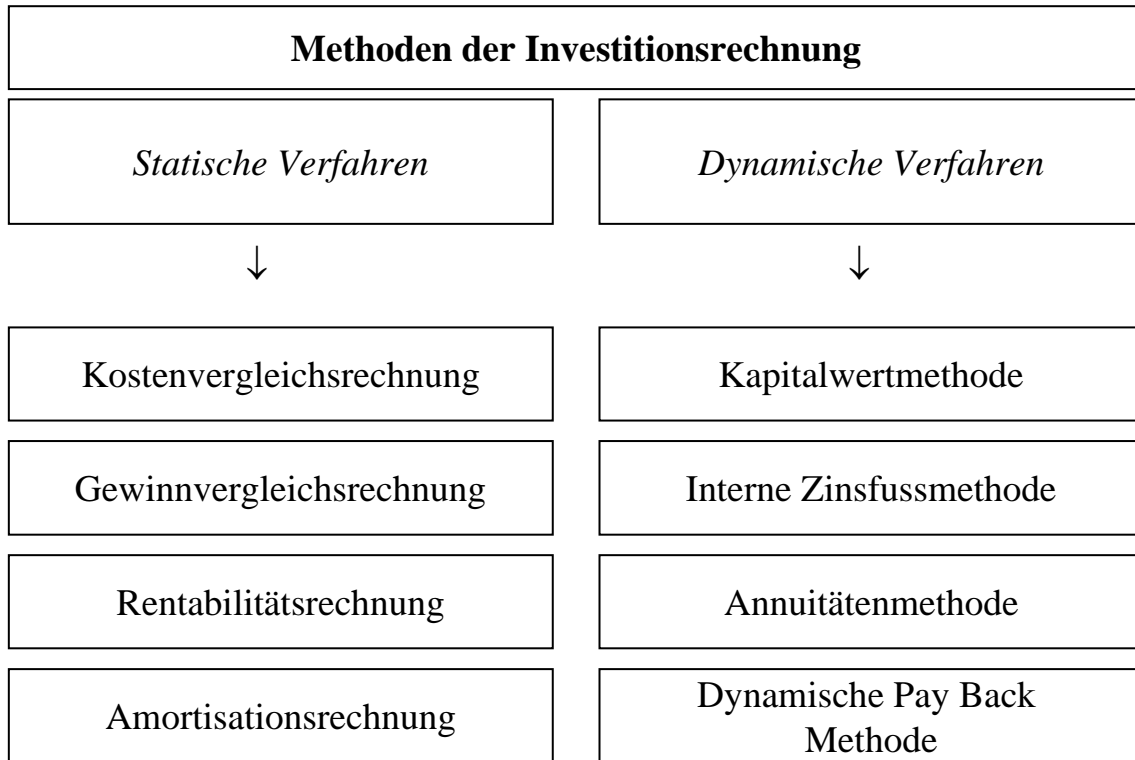 Methoden der Investitionsrechnung
Statische Verfahren
Dynamische Verfahren
↓
↓
Kostenvergleichsrechnung
Kapitalwertmethode
Gewinnvergleichsrechnung
Interne Zinsfussmethode
Rentabilitätsrechnung
Annuitätenmethode
Amortisationsrechnung
Dynamische Pay Back
Methode